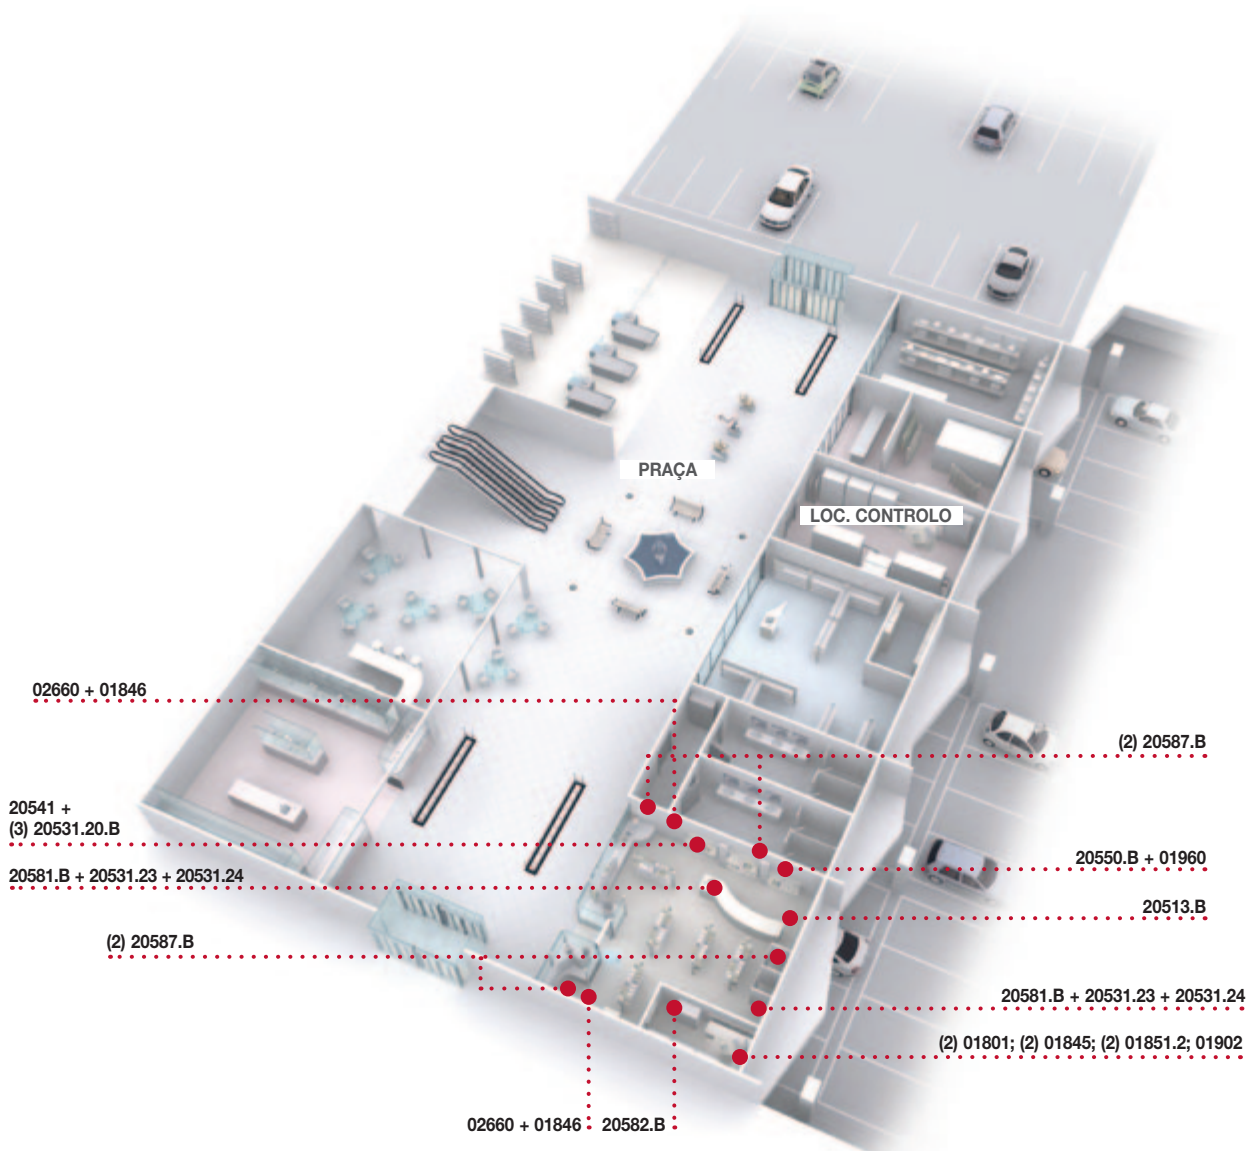 PRAÇA
LOC. CONTROLO
02660 + 01846
(2) 20587.B
20541 +
(3) 20531.20.B
20550.B + 01960
20581.B + 20531.23 + 20531.24
20513.B
(2) 20587.B
20581.B + 20531.23 + 20531.24
(2) 01801; (2) 01845; (2) 01851.2; 01902
02660 + 01846
20582.B